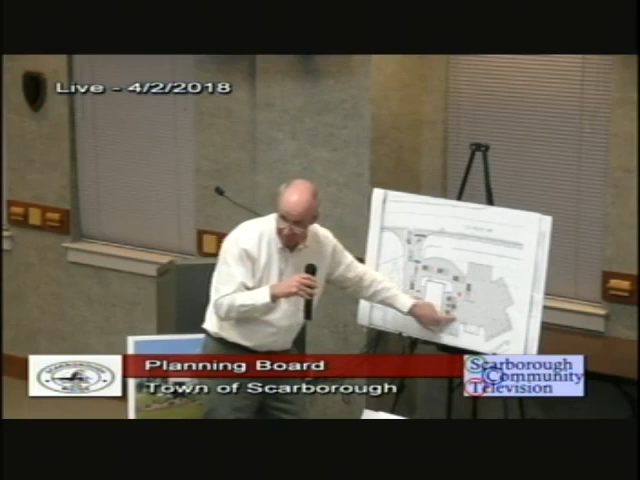 Live - 4/2/2018
Planning Board
Town of Scarborough
Scarborough
Community
Television